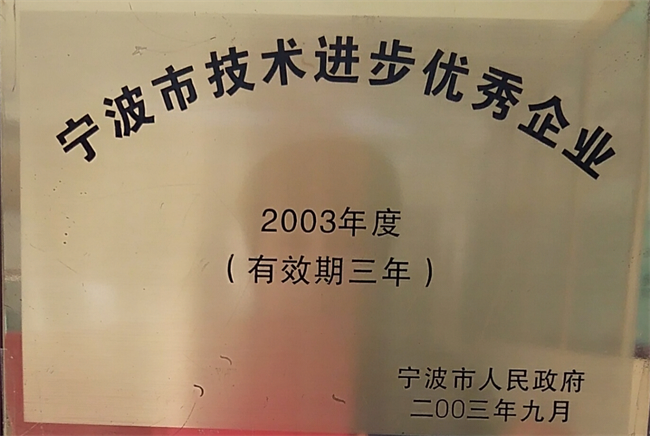 宁波市技术进步优秀企业
2003年度
(有效期三年)
宁波市人民政府
二00三年九月